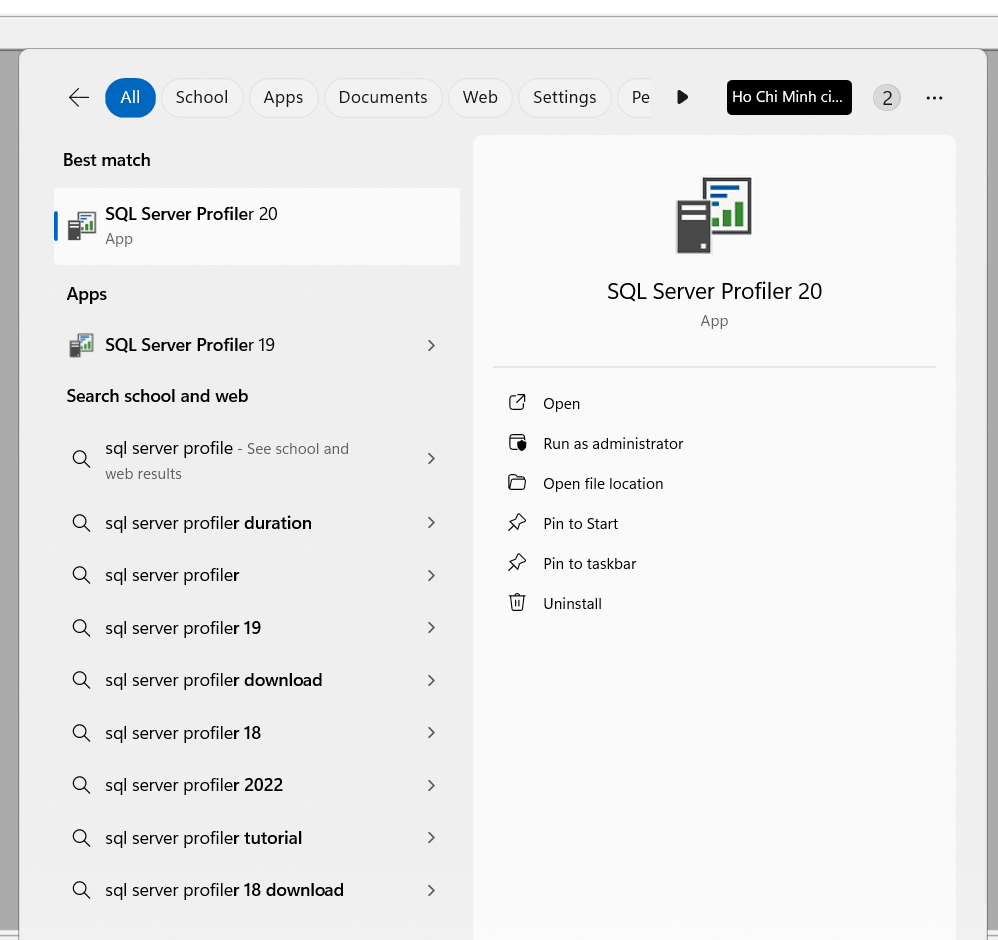 All
School
Apps
Documents
Web
Settings
Pe
Ho Chi Minh ci...
2
Best match
SQL Server Profiler 20
App
Apps
SQL Server Profiler 19
Search school and web
sql server profile - See school and
web results
sql server profiler duration
sql server profiler
sql server profiler 19
sql server profiler download
sql server profiler 18
sql server profiler 2022
sql server profiler tutorial
sql server profiler 18 download
SQL Server Profiler 20
App
Open
Run as administrator
Open file location
Pin to Start
Pin to taskbar
Uninstall